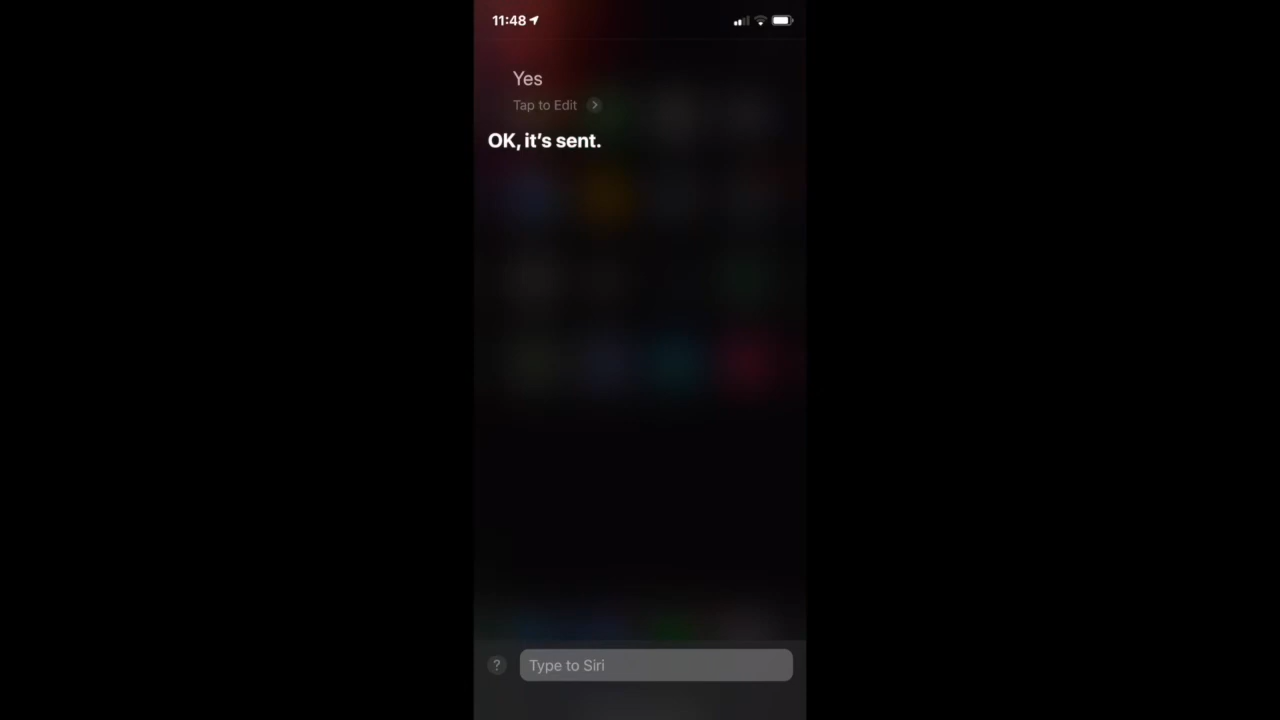 11:48
Yes
Tap to Edit
OK, it's sent.
?
Type to Siri